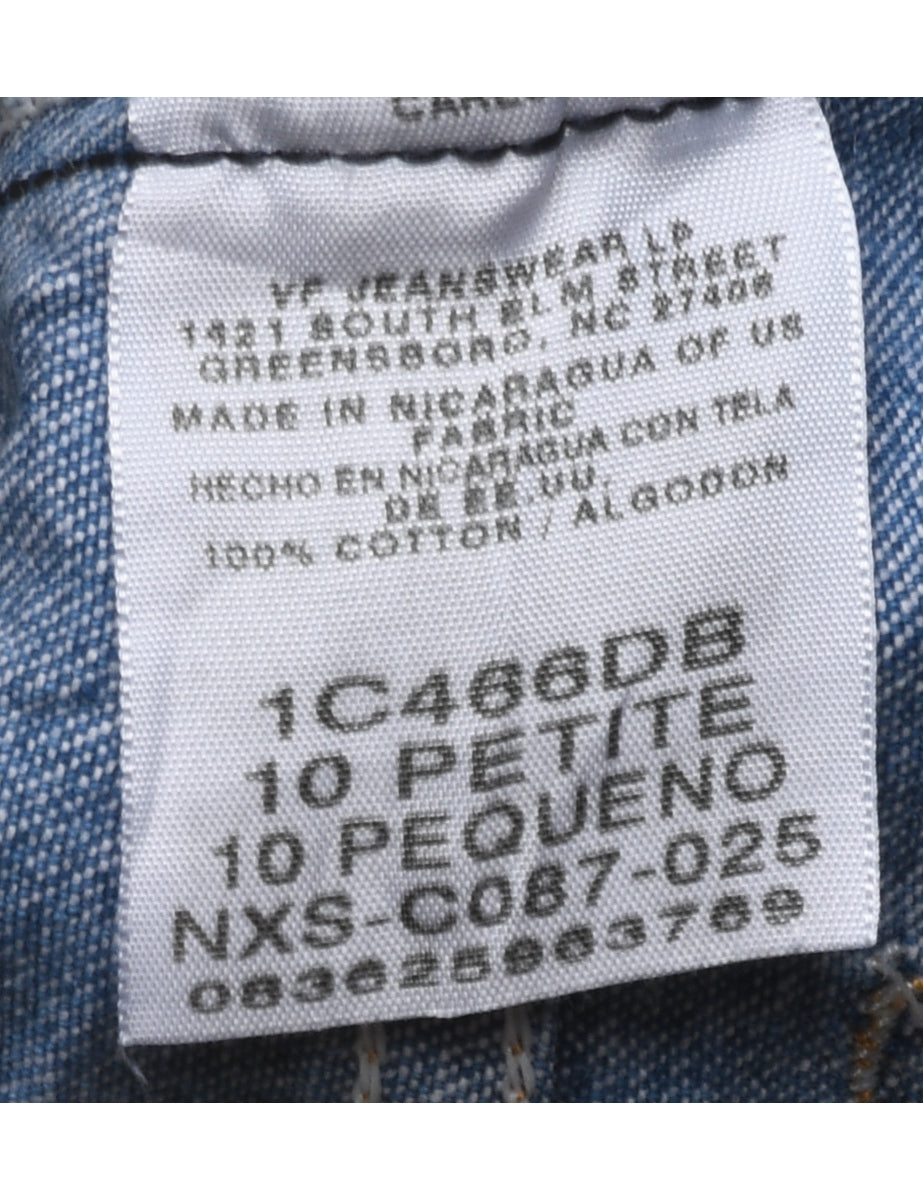 VF JEANSWEAR LP
1421 SOUTH ELM STREET
GREENSBORO, NC 27406
MADE IN NICARAGUA OF US
FABRIC
HECHO EN NICARAGUA CON TELA
DE EE.UU.
100% COTTON / ALGODON
1C466DB
10 PETITE
10 PEQUENO
NXS-C087-025